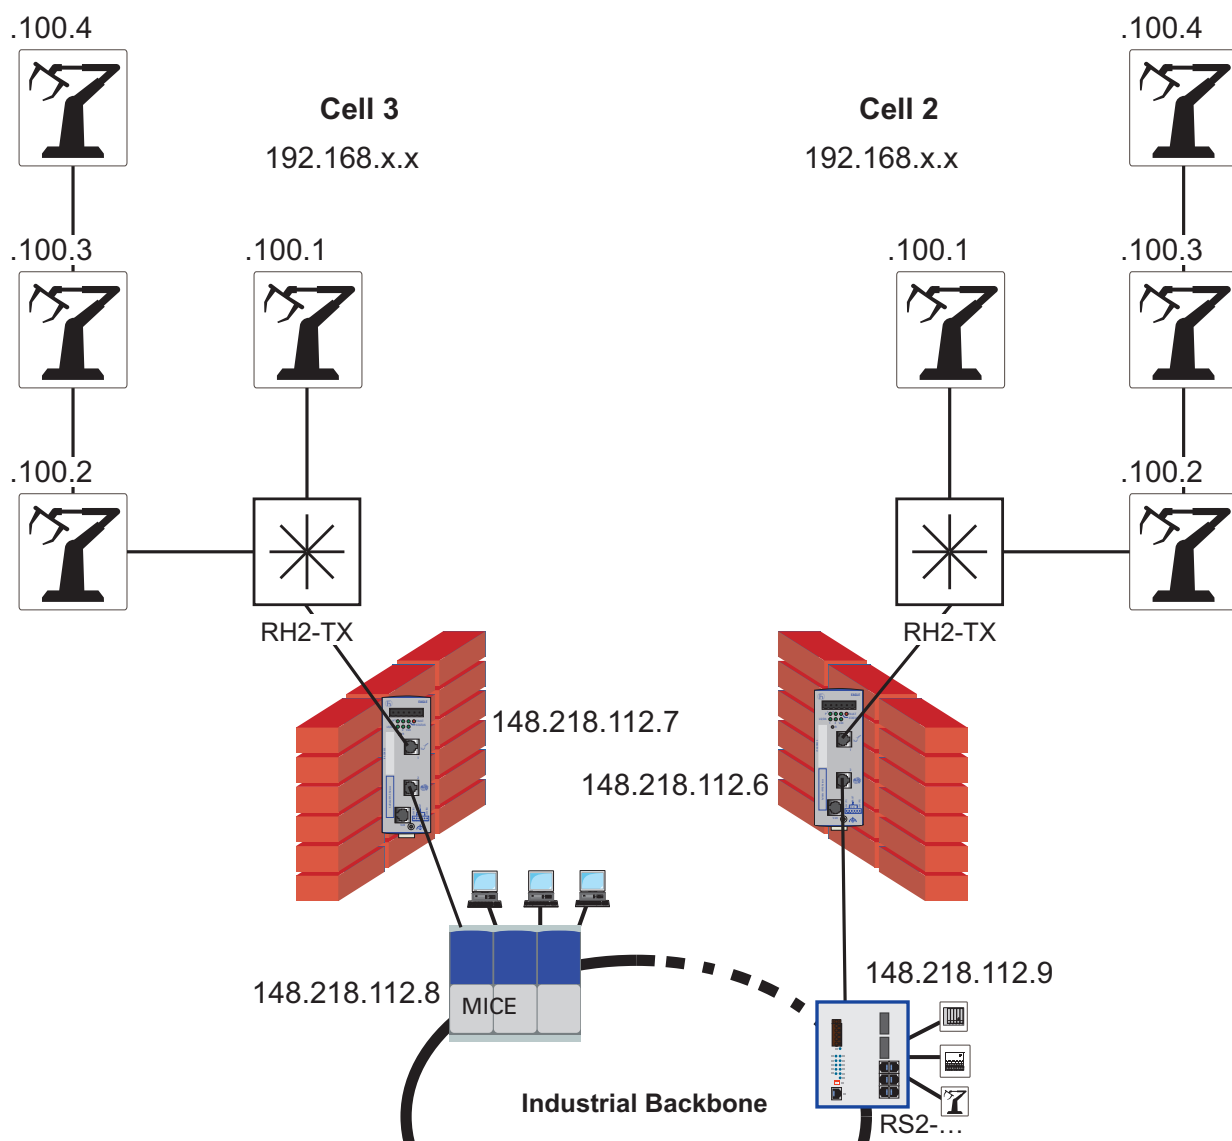 .100.4
.100.4
Cell 3
Cell 2
192.168.x.x
192.168.x.x
.100.3
.100.1
.100.1
.100.3
.100.2
.100.2
RH2-TX
RH2-TX
148.218.112.7
148.218.112.6
148.218.112.9
148.218.112.8
MICE
Industrial Backbone
RS2-…